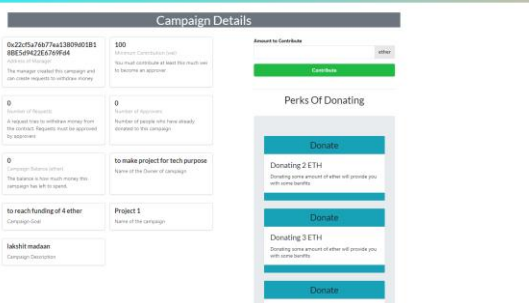 Campaign Details
0x22cf5a76b77ea13809d01B1
8BE5d9422E6769Fd4
Address of Manager
The manager created this campaign and
can create requests to withdraw money
100
Minimum Contribution (wei)
You must contribute at least this much wei
to become an approver
0
Number of Requests
A request tries to withdraw money from
the contract. Requests must be approved
by approvers
0
Number of Approvers
Number of people who have already
donated to this campaign
0
Campaign Balance (ether)
The balance is how much money this
campaign has left to spend.
to make project for tech purpose
Name of the Owner of campaign
to reach funding of 4 ether
Campaign Goal
Project 1
Name of the campaign
lakshit madaan
Campaign Description
Amount to Contribute
ether
Contribute
Perks Of Donating
Donate
Donating 2 ETH
Donating some amount of ether will provide you
with some benefits
Donate
Donating 3 ETH
Donating some amount of ether will provide you
with some benefits
Donate